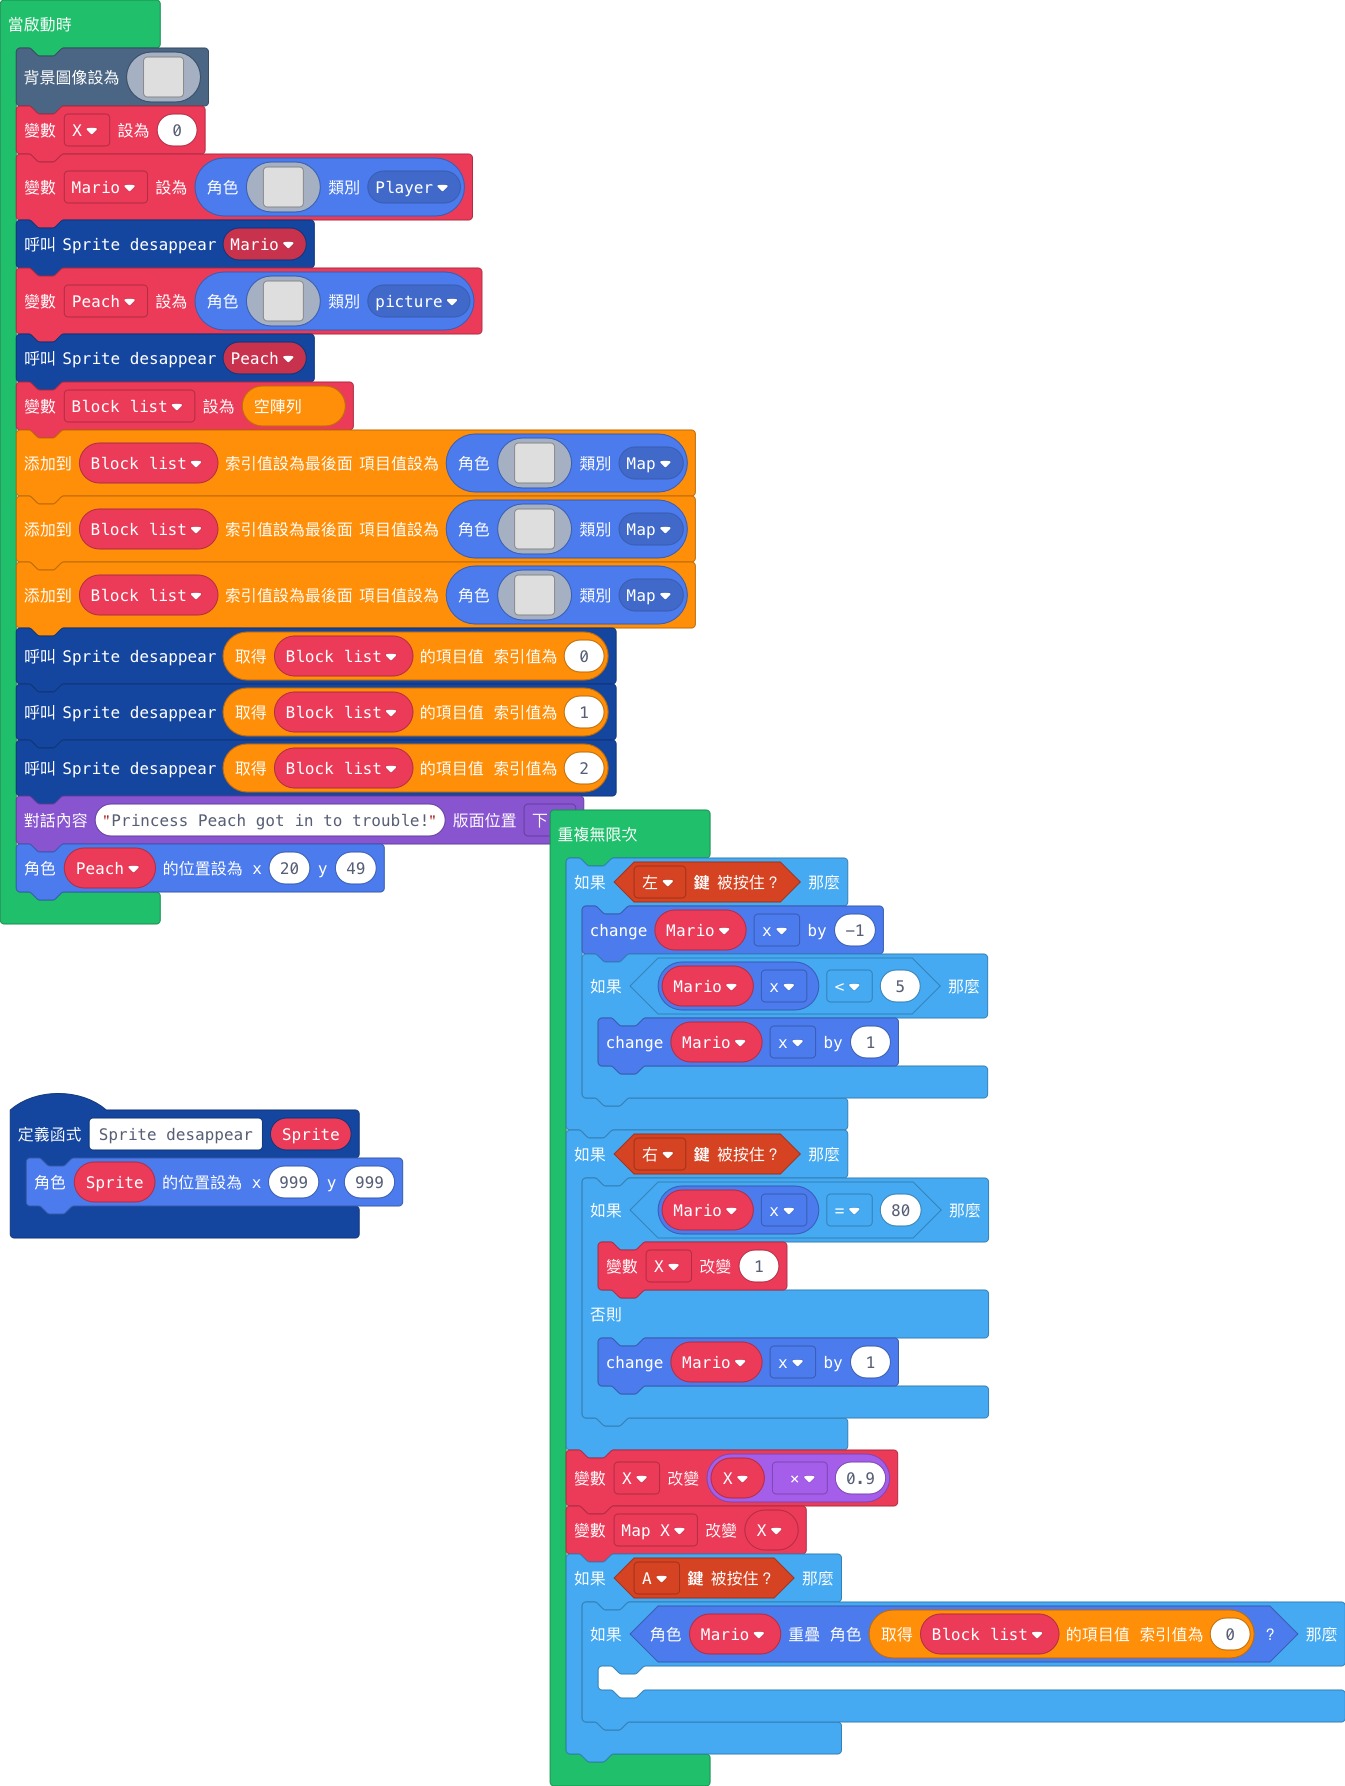 當啟動時
背景圖像設為
變數 X 設為 0
變數 Mario 設為 角色 類別 Player
呼叫 Sprite desappear Mario
變數 Peach 設為 角色 類別 picture
呼叫 Sprite desappear Peach
變數 Block list 設為 空陣列
添加到 Block list 索引值設為最後面 項目值設為 角色 類別 Map
添加到 Block list 索引值設為最後面 項目值設為 角色 類別 Map
添加到 Block list 索引值設為最後面 項目值設為 角色 類別 Map
呼叫 Sprite desappear 取得 Block list 的項目值 索引值為 0
呼叫 Sprite desappear 取得 Block list 的項目值 索引值為 1
呼叫 Sprite desappear 取得 Block list 的項目值 索引值為 2
對話內容 "Princess Peach got in to trouble!" 版面位置 下
角色 Peach 的位置設為 x 20 y 49
定義函式 Sprite desappear Sprite
角色 Sprite 的位置設為 x 999 y 999
重複無限次
如果 左 鍵 被按住？ 那麼
change Mario x by -1
如果 Mario x < 5 那麼
change Mario x by 1
如果 右 鍵 被按住？ 那麼
如果 Mario x = 80 那麼
變數 X 改變 1
否則
change Mario x by 1
變數 X 改變 X × 0.9
變數 Map X 改變 X
如果 A 鍵 被按住？ 那麼
如果 角色 Mario 重疊 角色 取得 Block list 的項目值 索引值為 0 ? 那麼